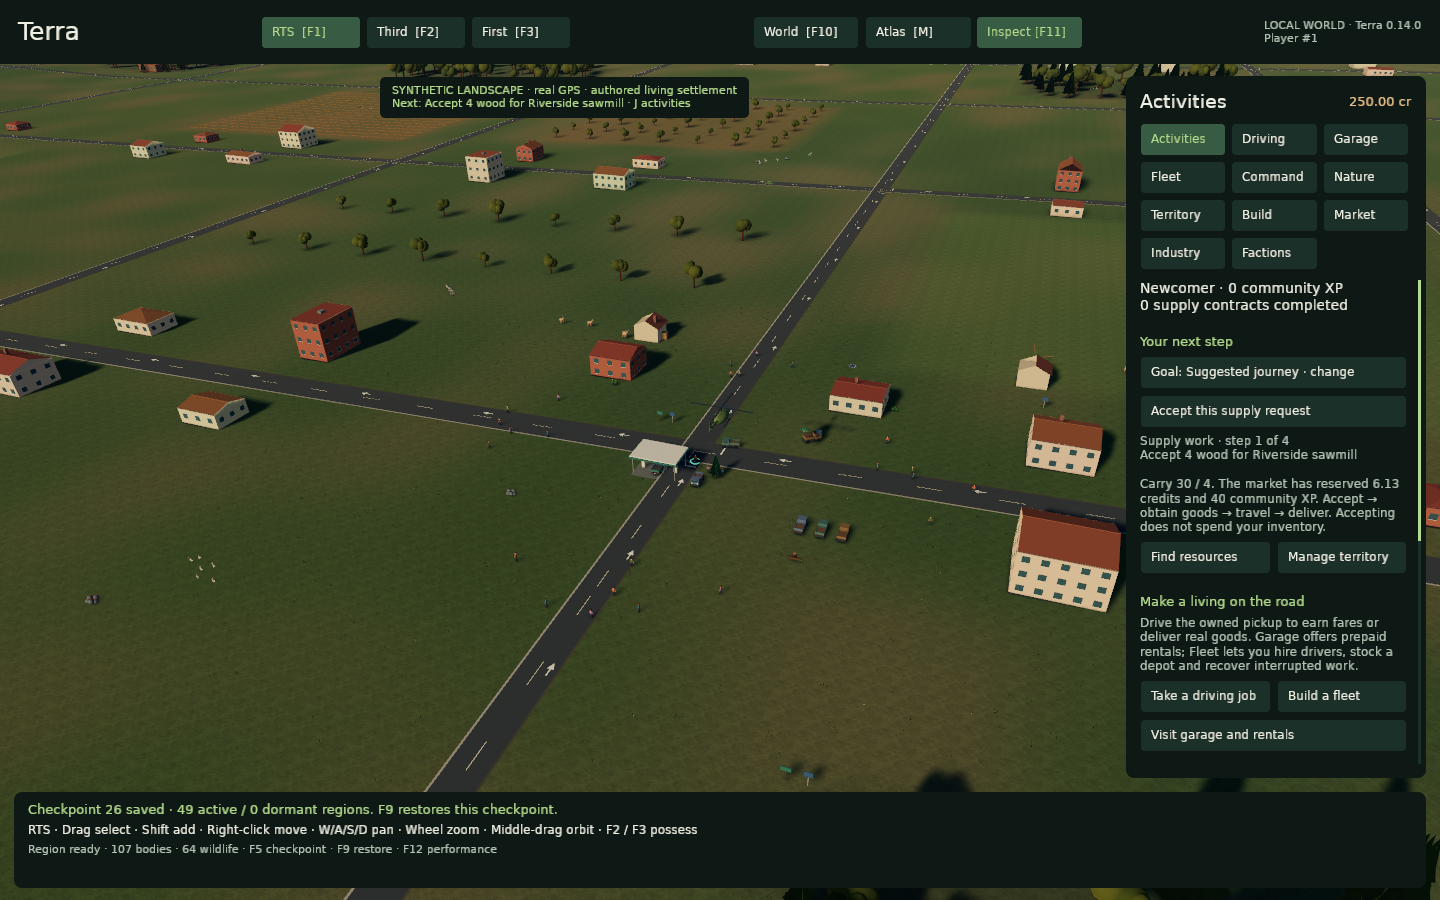 Terra
RTS [F1]
Third [F2]
First [F3]
World [F10]
Atlas [M]
Inspect [F11]
LOCAL WORLD · Terra 0.14.0
Player #1
SYNTHETIC LANDSCAPE · real GPS · authored living settlement
Next: Accept 4 wood for Riverside sawmill · J activities
Activities
250.00 cr
Activities
Driving
Garage
Fleet
Command
Nature
Territory
Build
Market
Industry
Factions
Newcomer · 0 community XP
0 supply contracts completed
Your next step
Goal: Suggested journey · change
Accept this supply request
Supply work · step 1 of 4
Accept 4 wood for Riverside sawmill
Carry 30 / 4. The market has reserved 6.13
credits and 40 community XP. Accept →
obtain goods → travel → deliver. Accepting
does not spend your inventory.
Find resources
Manage territory
Make a living on the road
Drive the owned pickup to earn fares or
deliver real goods. Garage offers prepaid
rentals; Fleet lets you hire drivers, stock a
depot and recover interrupted work.
Take a driving job
Build a fleet
Visit garage and rentals
Checkpoint 26 saved · 49 active / 0 dormant regions. F9 restores this checkpoint.
RTS · Drag select · Shift add · Right-click move · W/A/S/D pan · Wheel zoom · Middle-drag orbit · F2 / F3 possess
Region ready · 107 bodies · 64 wildlife · F5 checkpoint · F9 restore · F12 performance